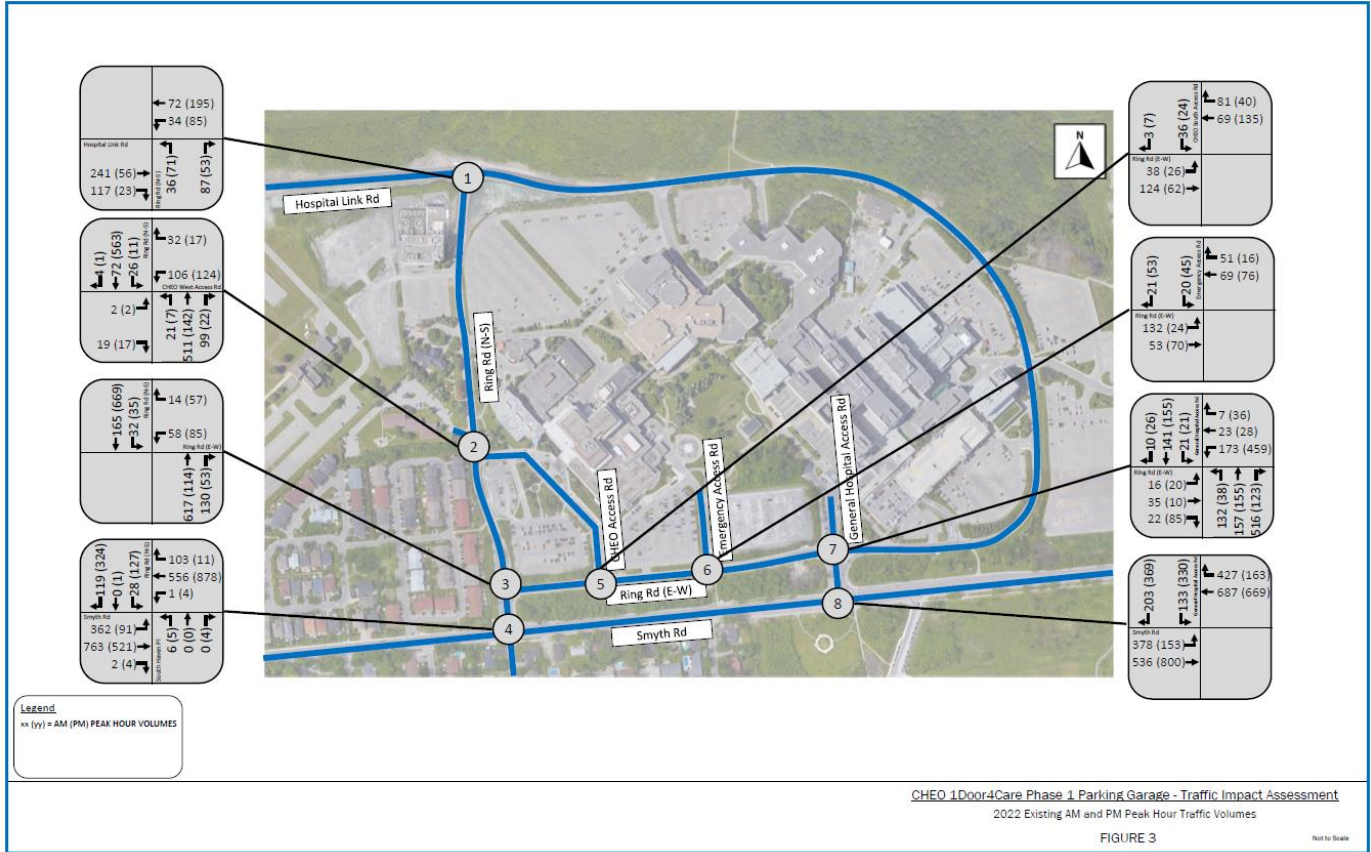 72 (195)
34 (85)
Hospital Link Rd
241 (56)
117 (23)
Ring Rd (N-S)
36 (71)
87 (53)
4 (1)
72 (563)
26 (11)
Ring Rd (N-S)
32 (17)
106 (124)
CHEO West Access Rd
2 (2)
19 (17)
21 (7)
511 (142)
99 (22)
165 (669)
32 (35)
Ring Rd (N-S)
14 (57)
58 (85)
Ring Rd (E-W)
617 (114)
130 (53)
119 (324)
0 (1)
28 (127)
Ring Rd (N-S)
103 (11)
556 (878)
1 (4)
Smyth Rd
362 (91)
763 (521)
2 (4)
South Haven Pl
6 (5)
0 (0)
0 (4)
Legend
xx (yy) = AM (PM) PEAK HOUR VOLUMES
N
Hospital Link Rd
Ring Rd (N-S)
CHEO Access Rd
Emergency Access Rd
General Hospital Access Rd
Ring Rd (E-W)
Smyth Rd
1
2
3
4
5
6
7
8
3 (7)
36 (24)
CHEO South Access Rd
81 (40)
69 (135)
Ring Rd (E-W)
38 (26)
124 (62)
21 (53)
20 (45)
Emergency Access Rd
51 (16)
69 (76)
Ring Rd (E-W)
132 (24)
53 (70)
10 (26)
141 (155)
21 (21)
General Hospital Access Rd
7 (36)
23 (28)
173 (459)
Ring Rd (E-W)
16 (20)
35 (10)
22 (85)
132 (38)
157 (155)
516 (123)
203 (369)
133 (330)
General Hospital Access Rd
427 (163)
687 (669)
Smyth Rd
378 (153)
536 (800)
CHEO 1Door4Care Phase 1 Parking Garage - Traffic Impact Assessment
2022 Existing AM and PM Peak Hour Traffic Volumes
FIGURE 3
Not to Scale